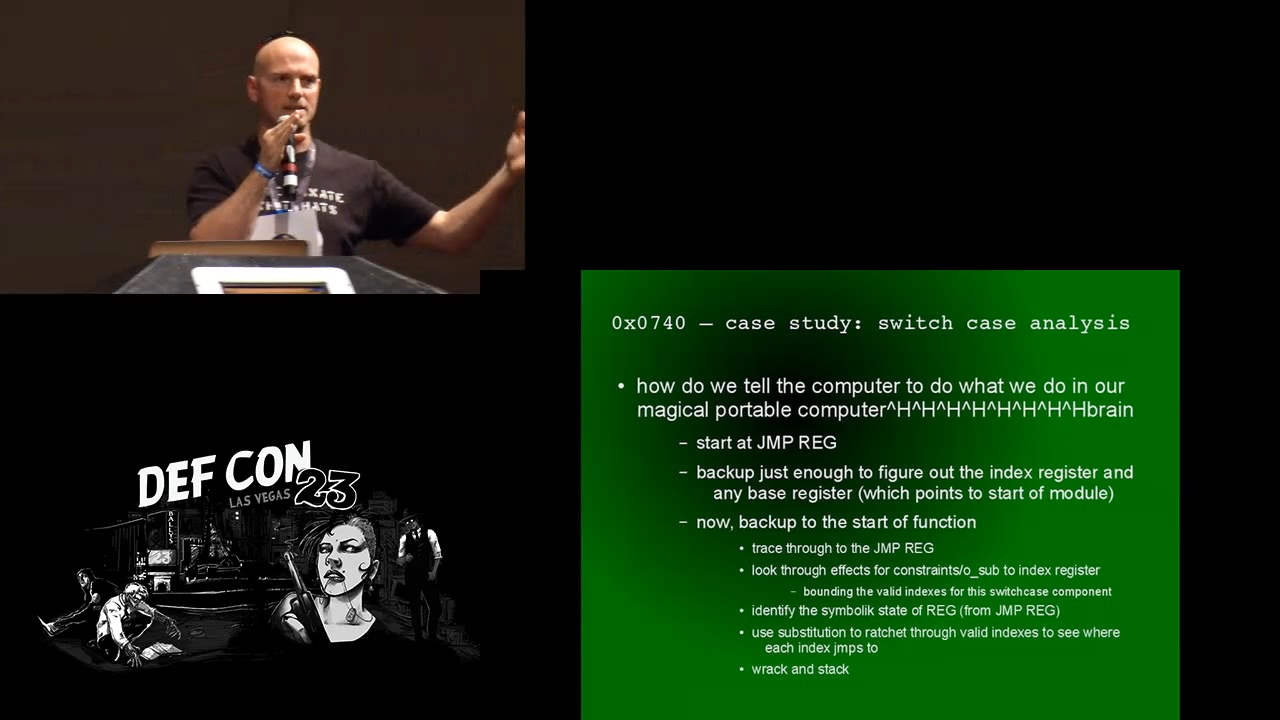 0x0740 – case study: switch case analysis
• how do we tell the computer to do what we do in our
magical portable computer^H^H^H^H^H^H^H^Hbrain
– start at JMP REG
– backup just enough to figure out the index register and
any base register (which points to start of module)
– now, backup to the start of function
• trace through to the JMP REG
• look through effects for constraints/o_sub to index register
– bounding the valid indexes for this switchcase component
• identify the symbolik state of REG (from JMP REG)
• use substitution to ratchet through valid indexes to see where
each index jmps to
• wrack and stack
DEF CON
LAS VEGAS 23
BALLYS